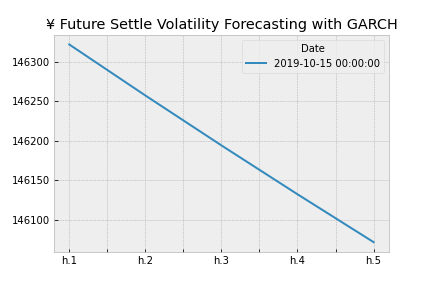 ¥ Future Settle Volatility Forecasting with GARCH
Date
2019-10-15 00:00:00
146300
146250
146200
146150
146100
h.1
h.2
h.3
h.4
h.5